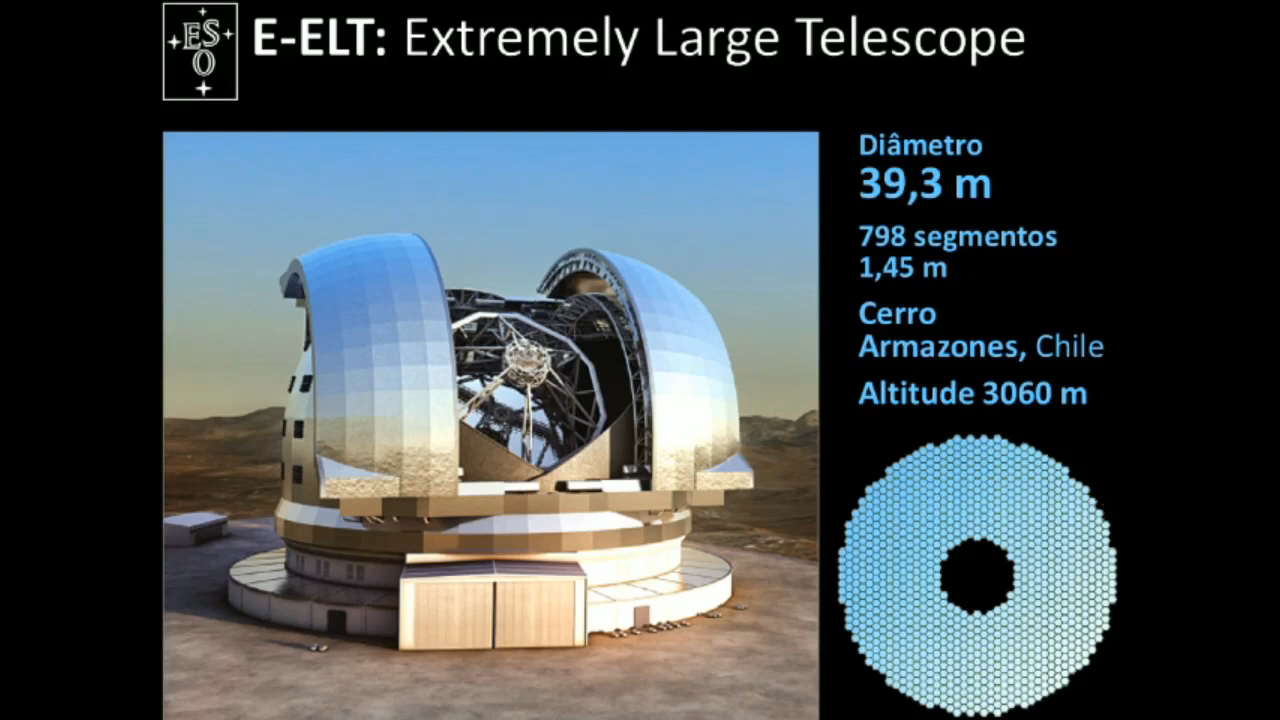 ESO
E-ELT: Extremely Large Telescope
Diâmetro
39,3 m
798 segmentos
1,45 m
Cerro
Armazones, Chile
Altitude 3060 m